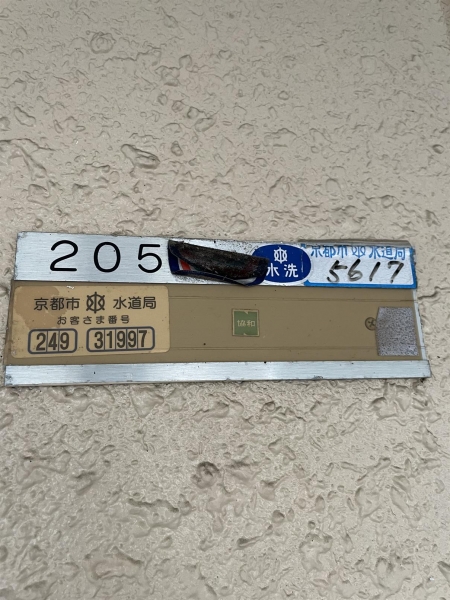 205
水洗
京都市 水道局
5617
京都市 水道局
お客さま番号
249 31997
協和